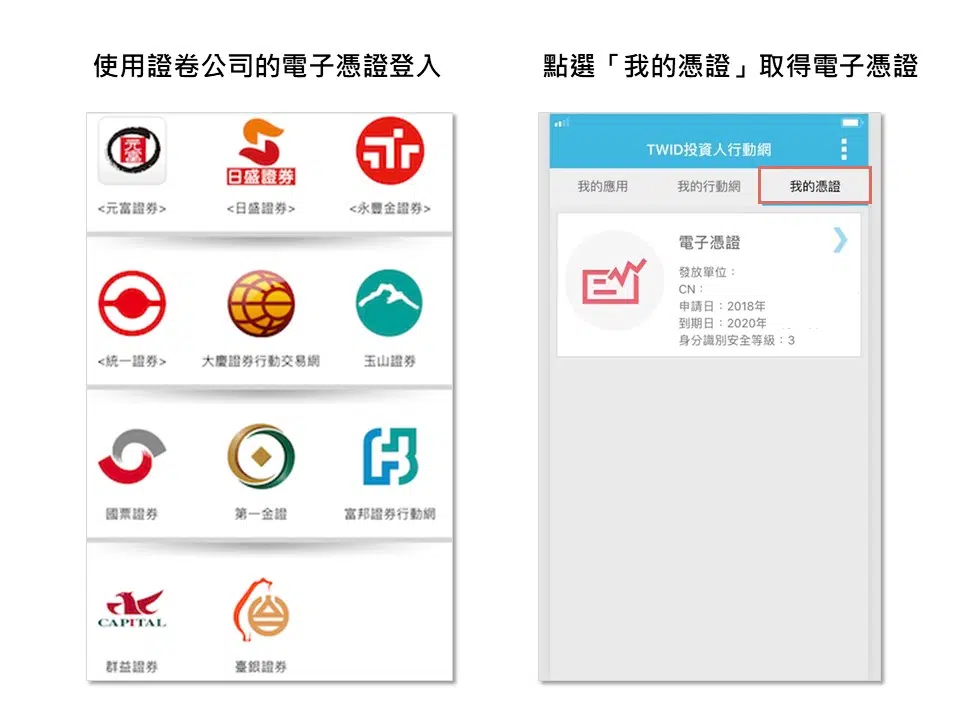 使用證卷公司的電子憑證登入
點選「我的憑證」取得電子憑證
元富
日盛證券
<元富證券>
<日盛證券>
<永豐金證券>
<統一證券>
大慶證券行動交易網
玉山證券
國票證券
第一金證
富邦證券行動網
CAPITAL
群益證券
臺銀證券
TWID投資人行動網
我的應用
我的行動網
我的憑證
電子憑證
發放單位：
CN：
申請日：2018年
到期日：2020年
身分識別安全等級：3